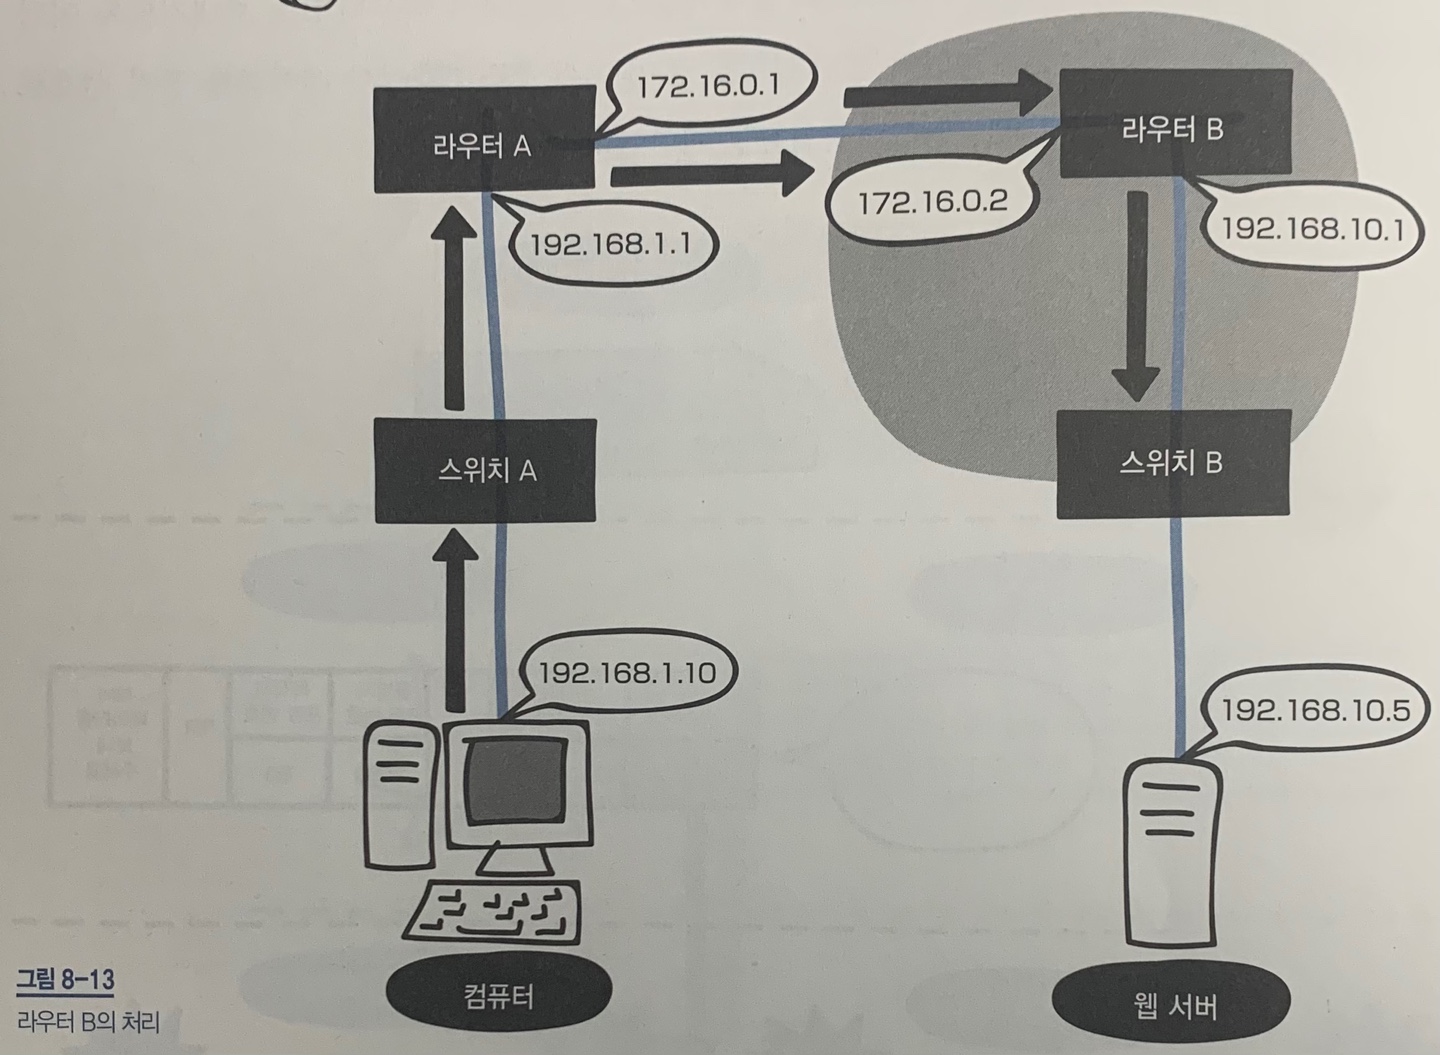 172.16.0.1
라우터 A
라우터 B
172.16.0.2
192.168.10.1
192.168.1.1
스위치 A
스위치 B
192.168.1.10
192.168.10.5
그림 8-13
라우터 B의 처리
컴퓨터
웹 서버